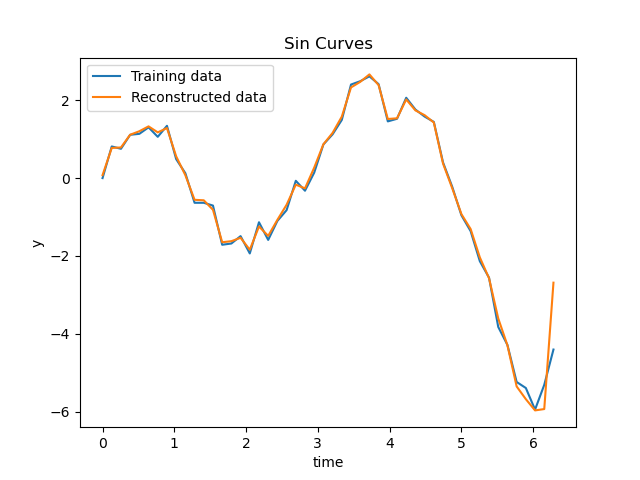 Sin Curves
Training data
Reconstructed data
2
0
−2
−4
−6
y
0 1 2 3 4 5 6
time